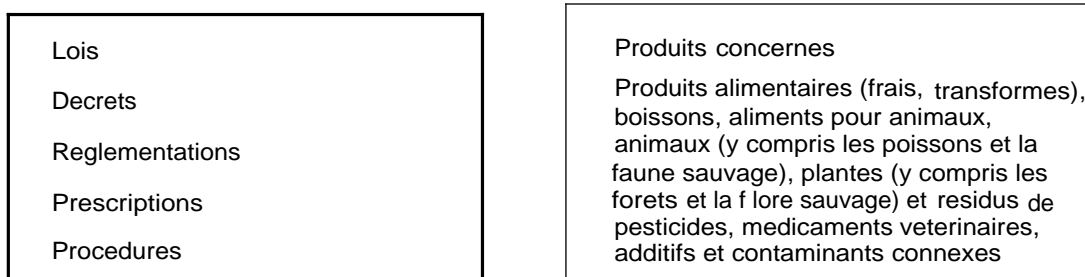 Lois
Decrets
Reglementations
Prescriptions
Procedures
Produits concernes
Produits alimentaires (frais, transformes),
boissons, aliments pour animaux,
animaux (y compris les poissons et la
faune sauvage), plantes (y compris les
forets et la f lore sauvage) et residus de
pesticides, medicaments veterinaires,
additifs et contaminants connexes